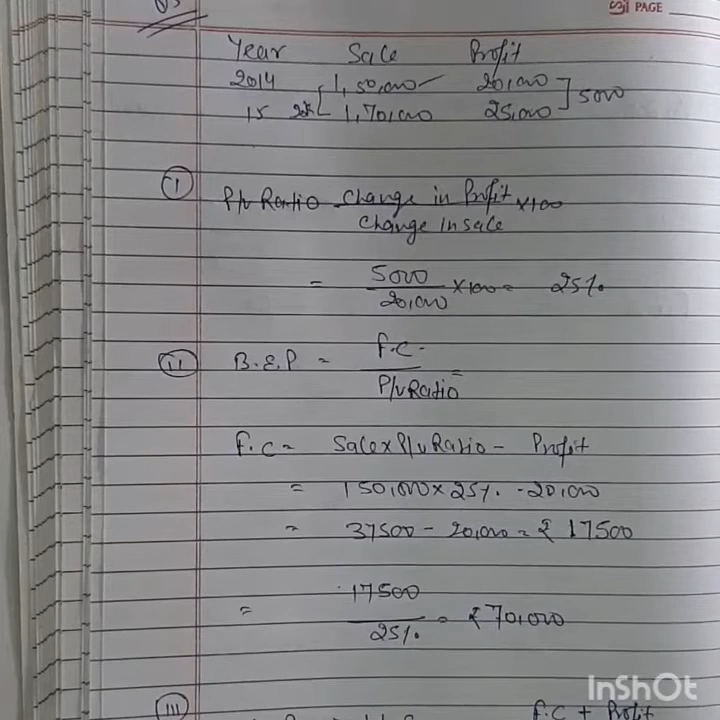 Q3
PAGE
Year Sale Profit
2014 1,50,000 20,000
5000
15 1,70,000 25,000
(I) P/V Ratio Change in Profit ×100
Change in sale
= 5000 ×100 = 25%
20,000
(II) B.E.P = F.C.
P/V Ratio
F.C = Sale × P/V Ratio - Profit
= 150,000 × 25% - 20,000
= 37500 - 20,000 = ₹ 17500
= 17500 = ₹70,000
25%
(III) F.C + Profit
InShOt